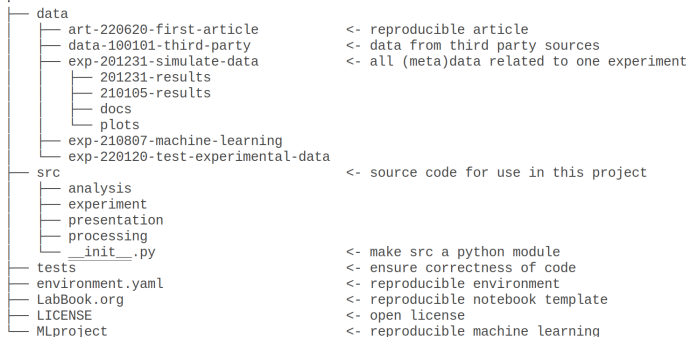 ├── data
│   ├── art-220620-first-article           <- reproducible article
│   ├── data-100101-third-party            <- data from third party sources
│   ├── exp-201231-simulate-data           <- all (meta)data related to one experiment
│   │   ├── 201231-results
│   │   ├── 210105-results
│   │   ├── docs
│   │   └── plots
│   ├── exp-210807-machine-learning
│   └── exp-220120-test-experimental-data
├── src                                    <- source code for use in this project
│   ├── analysis
│   ├── experiment
│   ├── presentation
│   ├── processing
│   └── __init__.py                        <- make src a python module
├── tests                                  <- ensure correctness of code
├── environment.yaml                       <- reproducible environment
├── LabBook.org                            <- reproducible notebook template
├── LICENSE                                <- open license
└── MLproject                              <- reproducible machine learning